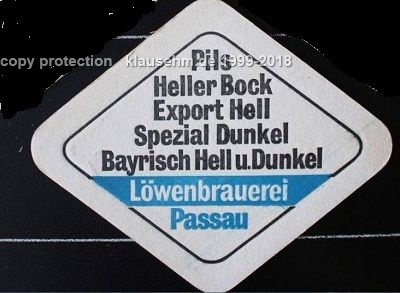 Pils
copy protection klausehm.de 1999-2018
Heller Bock
Export Hell
Spezial Dunkel
Bayrisch Hell u. Dunkel
Löwenbrauerei
Passau